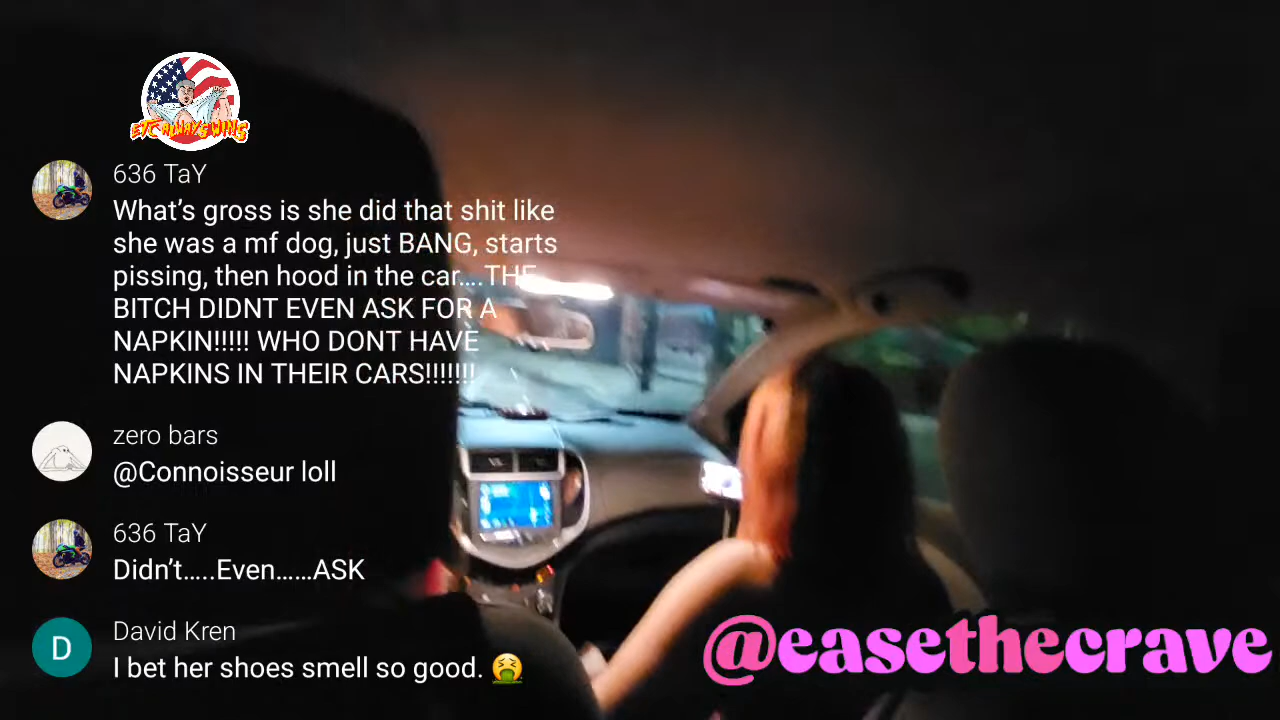 ETC ALWAYS WINS
636 TaY
What's gross is she did that shit like
she was a mf dog, just BANG, starts
pissing, then hood in the car....THE
BITCH DIDNT EVEN ASK FOR A
NAPKIN!!!!! WHO DONT HAVE
NAPKINS IN THEIR CARS!!!!!!!
zero bars
@Connoisseur loll
636 TaY
Didn't.....Even......ASK
D
David Kren
I bet her shoes smell so good. 🤮
@easethecrave